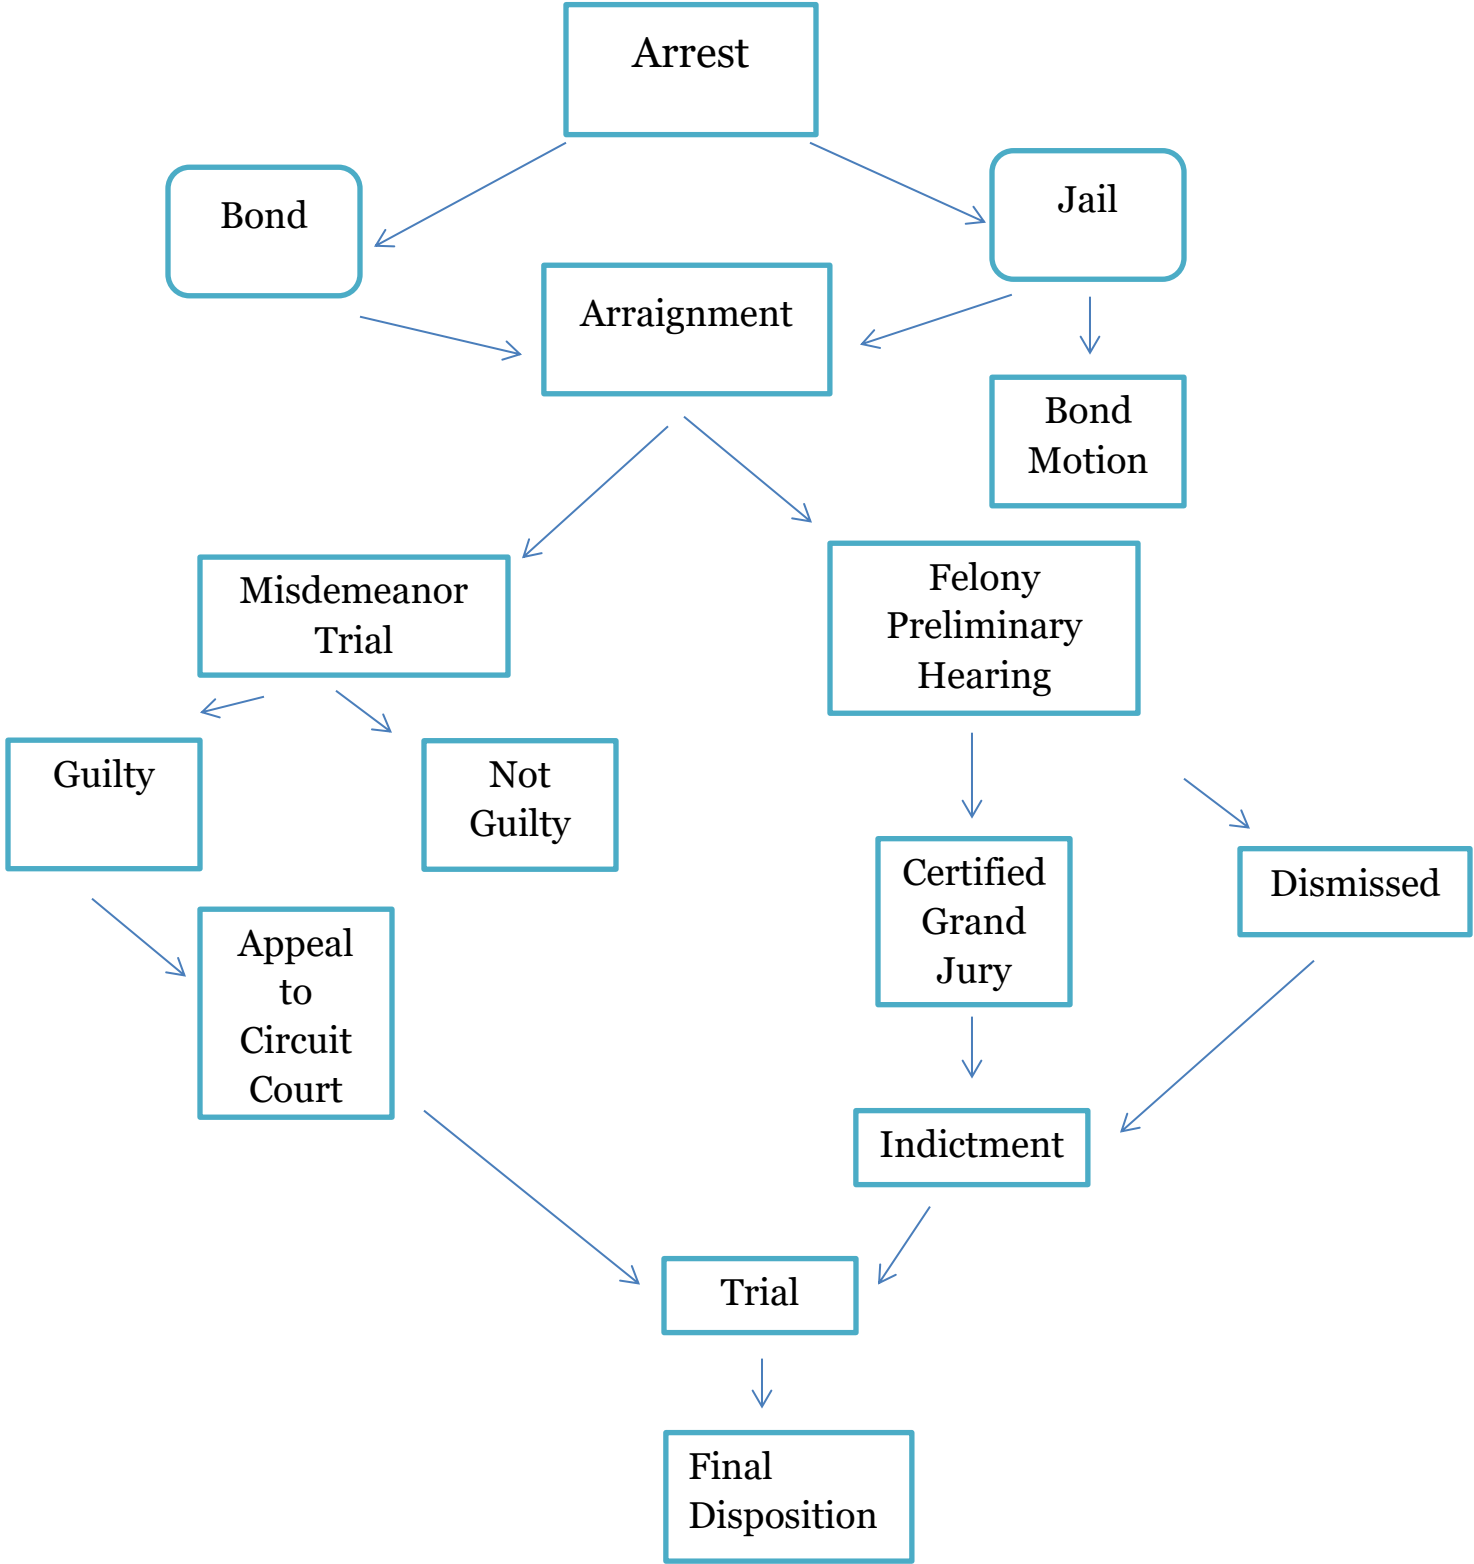 Arrest
Bond
Jail
Arraignment
Bond
Motion
Misdemeanor
Trial
Felony
Preliminary
Hearing
Guilty
Not
Guilty
Certified
Grand
Jury
Dismissed
Appeal
to
Circuit
Court
Indictment
Trial
Final
Disposition